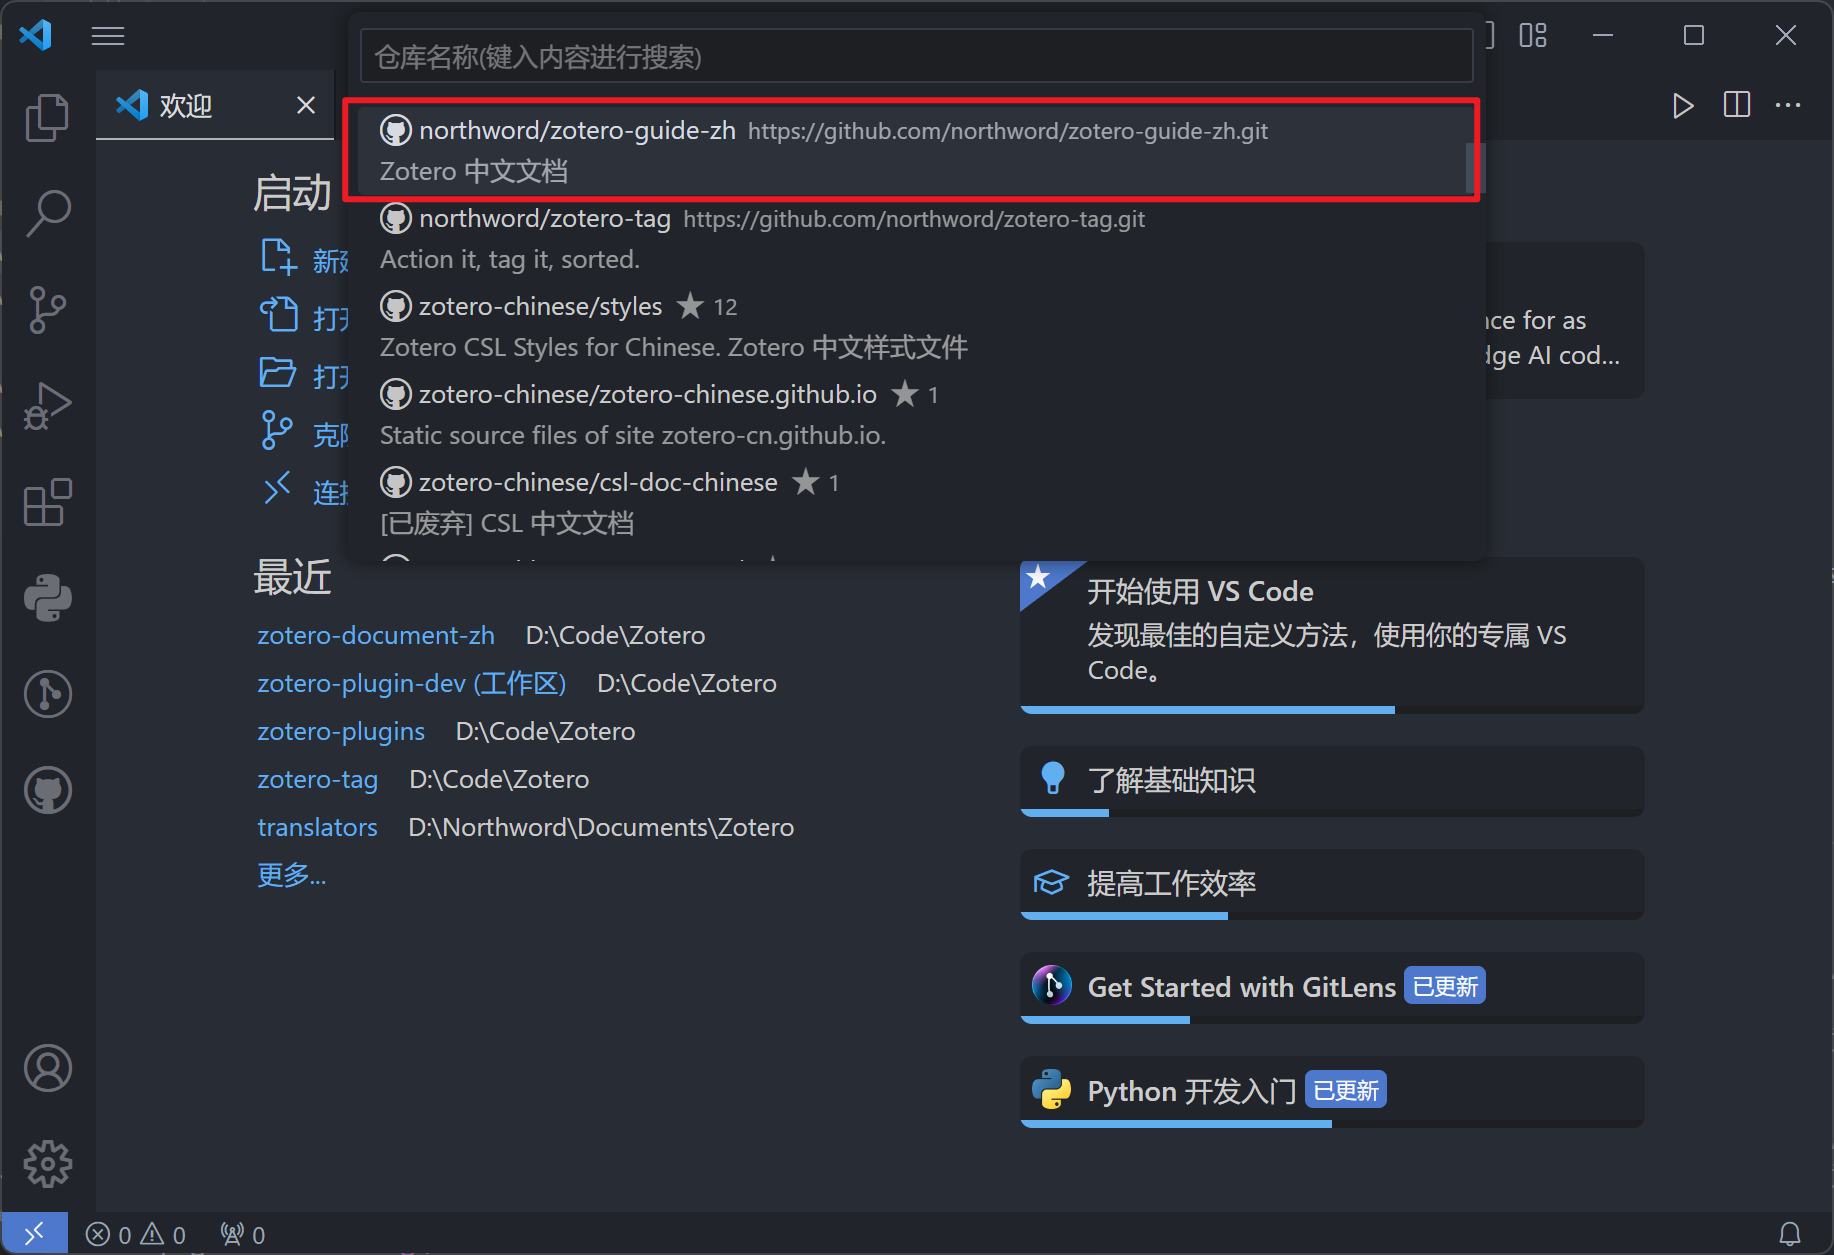 仓库名称(键入内容进行搜索)
欢迎
northword/zotero-guide-zh https://github.com/northword/zotero-guide-zh.git
Zotero 中文文档
northword/zotero-tag https://github.com/northword/zotero-tag.git
Action it, tag it, sorted.
zotero-chinese/styles ★ 12
Zotero CSL Styles for Chinese. Zotero 中文样式文件
zotero-chinese/zotero-chinese.github.io ★ 1
Static source files of site zotero-cn.github.io.
zotero-chinese/csl-doc-chinese ★ 1
[已废弃] CSL 中文文档
启动
新建
打开
打开
克隆
连接
for as
AI cod...
最近
zotero-document-zh D:\Code\Zotero
zotero-plugin-dev (工作区) D:\Code\Zotero
zotero-plugins D:\Code\Zotero
zotero-tag D:\Code\Zotero
translators D:\Northword\Documents\Zotero
更多...
开始使用 VS Code
发现最佳的自定义方法，使用你的专属 VS
Code。
了解基础知识
提高工作效率
Get Started with GitLens 已更新
Python 开发入门 已更新
0 0 0